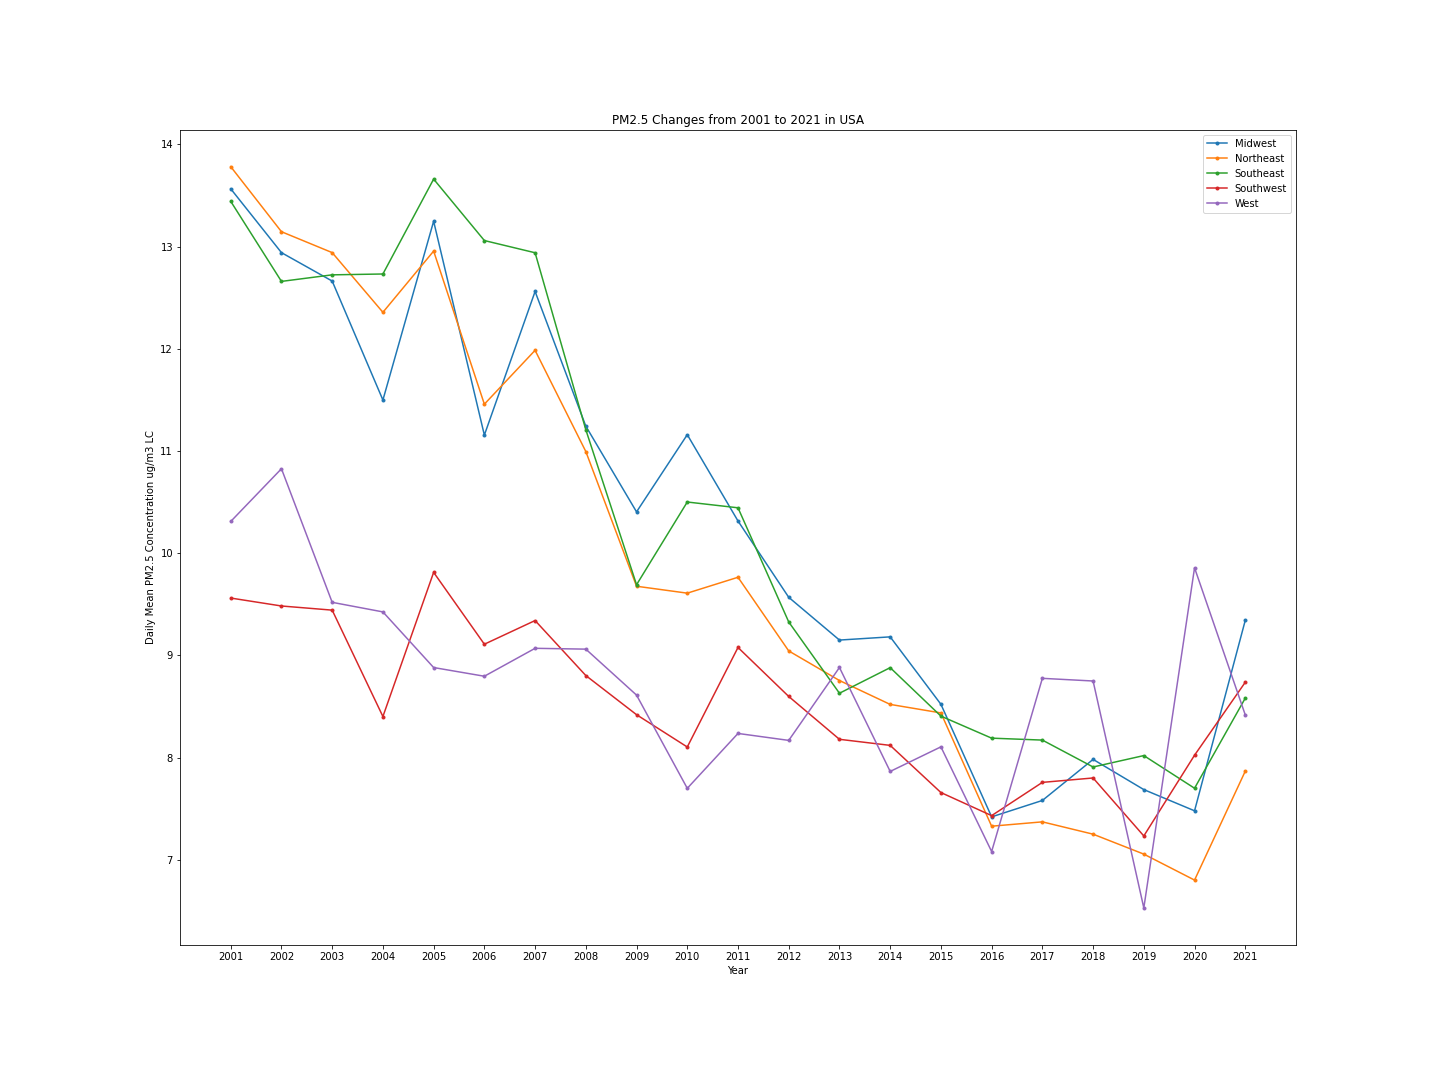 PM2.5 Changes from 2001 to 2021 in USA
Midwest
Northeast
Southeast
Southwest
West
14
13
12
11
10
9
8
7
Daily Mean PM2.5 Concentration ug/m3 LC
2001 2002 2003 2004 2005 2006 2007 2008 2009 2010 2011 2012 2013 2014 2015 2016 2017 2018 2019 2020 2021
Year